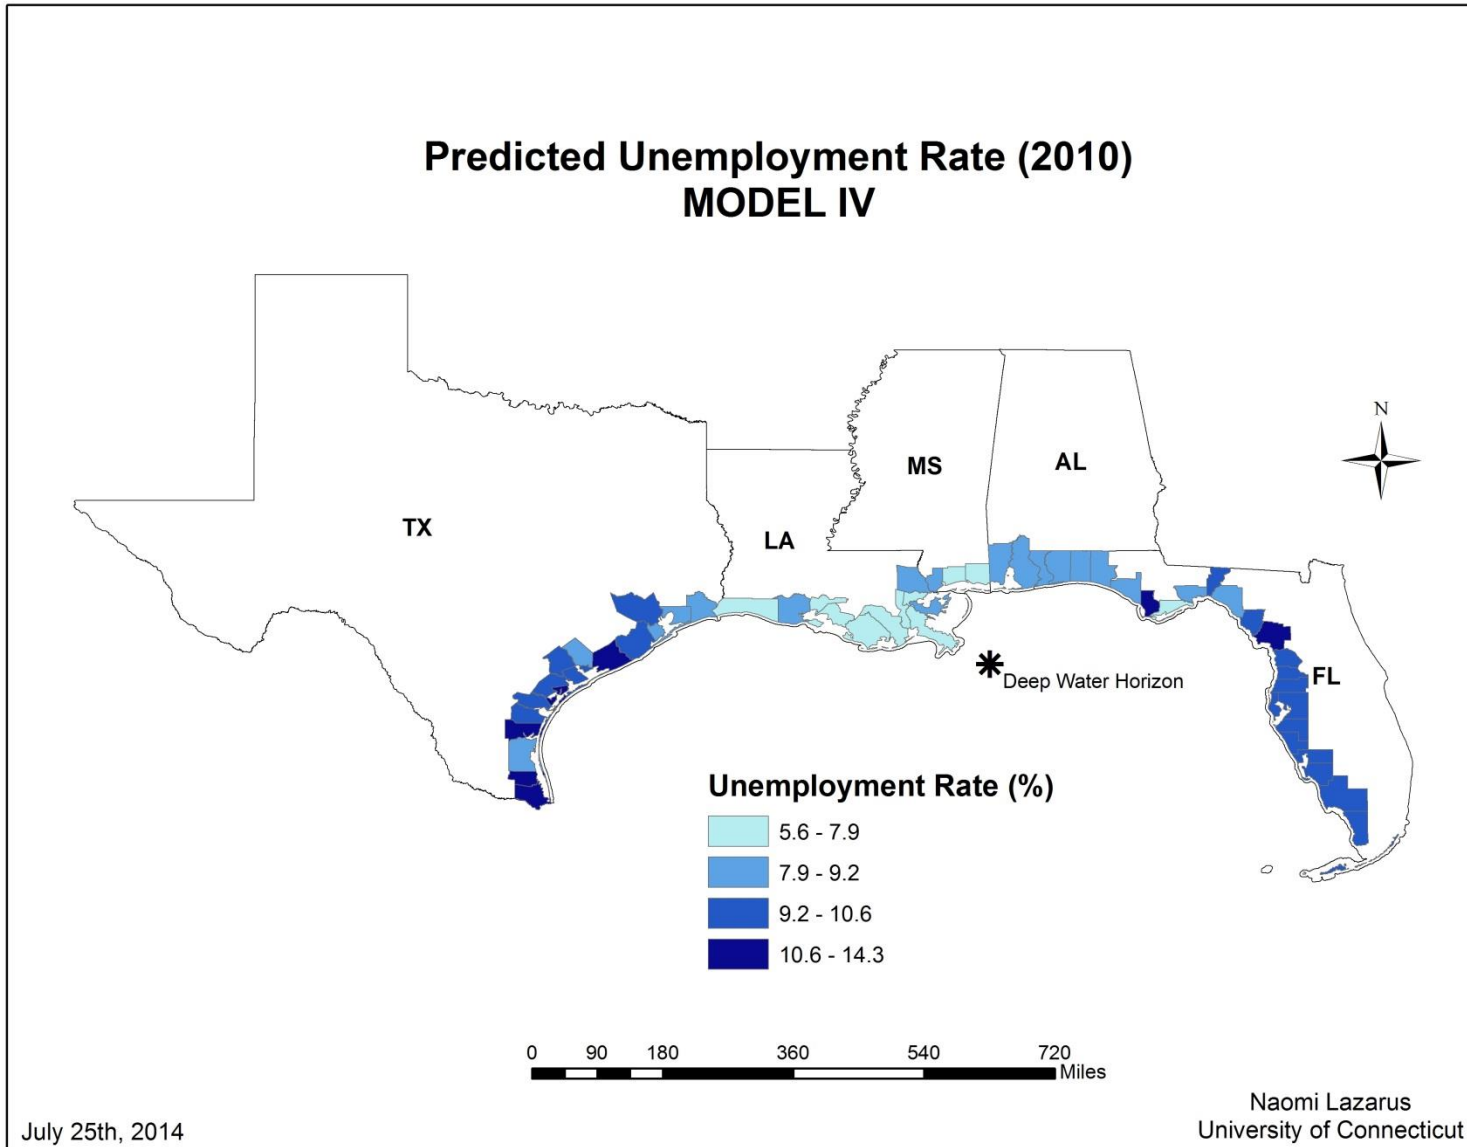 Predicted Unemployment Rate (2010)
MODEL IV
N
MS
AL
TX
LA
FL
Deep Water Horizon
Unemployment Rate (%)
5.6 - 7.9
7.9 - 9.2
9.2 - 10.6
10.6 - 14.3
0 90 180 360 540 720
Miles
July 25th, 2014
Naomi Lazarus
University of Connecticut